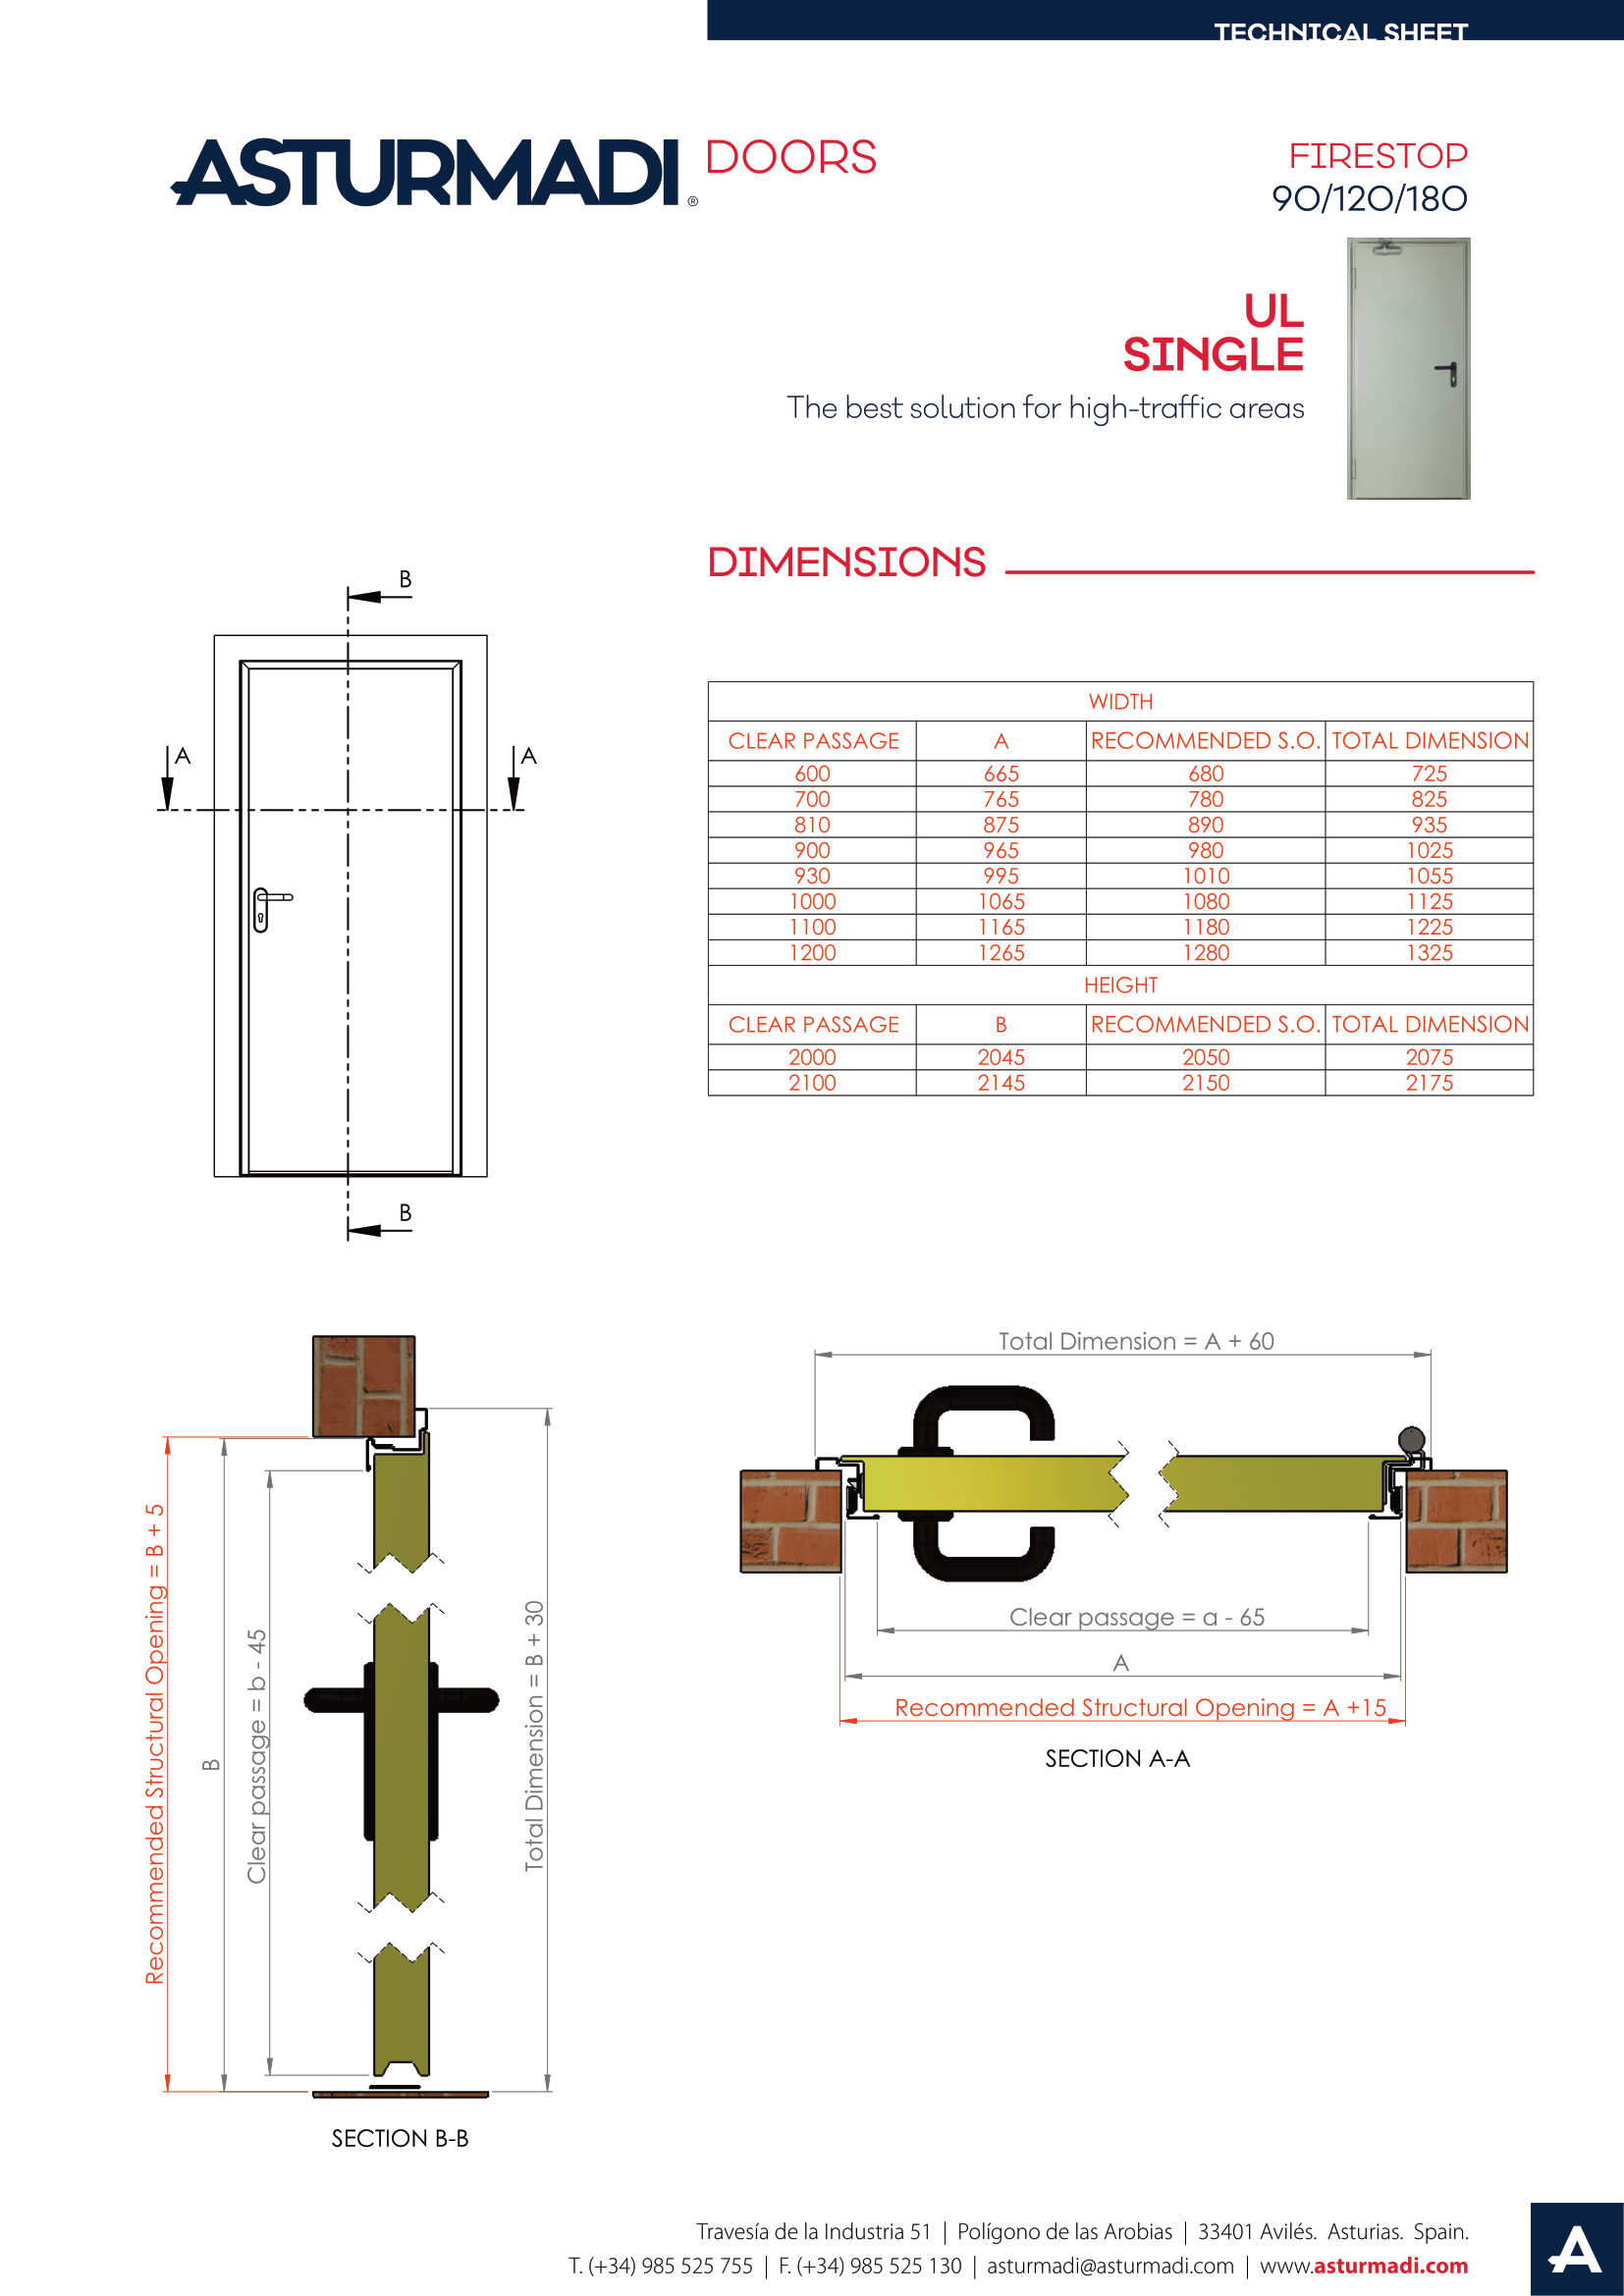 TECHNICAL SHEET
ASTURMADI® DOORS
FIRESTOP
90/120/180
UL
SINGLE
The best solution for high-traffic areas
DIMENSIONS
B
A A
B
WIDTH
CLEAR PASSAGE A RECOMMENDED S.O. TOTAL DIMENSION
600 665 680 725
700 765 780 825
810 875 890 935
900 965 980 1025
930 995 1010 1055
1000 1065 1080 1125
1100 1165 1180 1225
1200 1265 1280 1325
HEIGHT
CLEAR PASSAGE B RECOMMENDED S.O. TOTAL DIMENSION
2000 2045 2050 2075
2100 2145 2150 2175
Recommended Structural Opening = B + 5
B
Clear passage = b - 45
Total Dimension = B + 30
SECTION B-B
Total Dimension = A + 60
Clear passage = a - 65
A
Recommended Structural Opening = A +15
SECTION A-A
Travesía de la Industria 51 | Polígono de las Arobias | 33401 Avilés. Asturias. Spain.
T. (+34) 985 525 755 | F. (+34) 985 525 130 | asturmadi@asturmadi.com | www.asturmadi.com
A